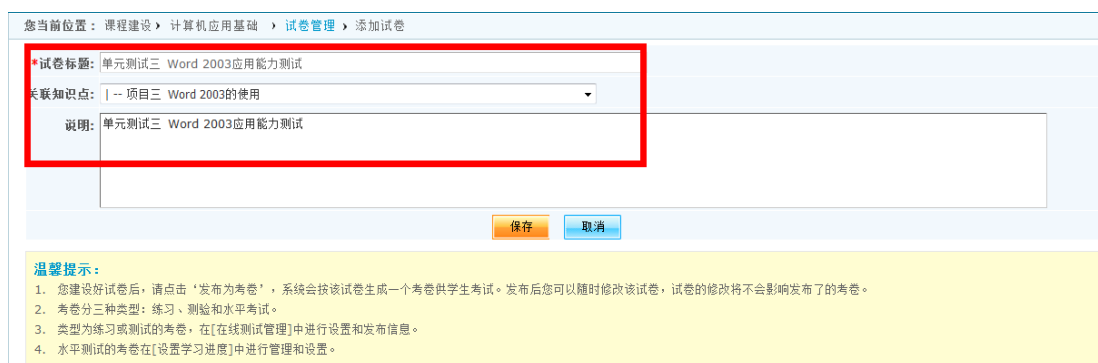 您当前位置： 课程建设 › 计算机应用基础 › 试卷管理 › 添加试卷
*试卷标题: 单元测试三 Word 2003应用能力测试
关联知识点: | -- 项目三 Word 2003的使用
说明: 单元测试三 Word 2003应用能力测试
保存 取消
温馨提示：
1. 您建设好试卷后，请点击‘发布为考卷’，系统会按该试卷生成一个考卷供学生考试。发布后您可以随时修改该试卷，试卷的修改将不会影响发布了的考卷。
2. 考卷分三种类型：练习、测验和水平考试。
3. 类型为练习或测试的考卷，在[在线测试管理]中进行设置和发布信息。
4. 水平测试的考卷在[设置学习进度]中进行管理和设置。